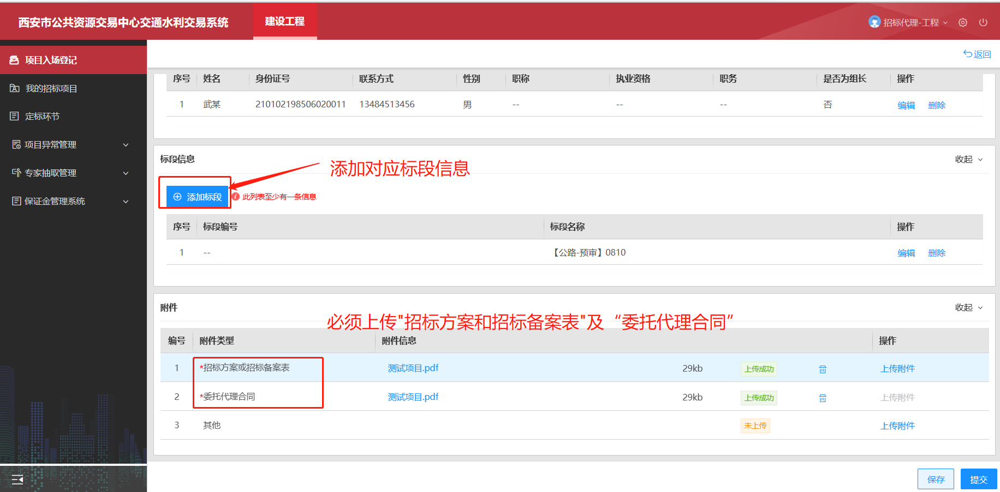 西安市公共资源交易中心交通水利交易系统 建设工程 招标代理-工程
返回
项目入场登记
我的招标项目
定标环节
项目异常管理
专家抽取管理
保证金管理系统
序号 姓名 身份证号 联系方式 性别 职称 执业资格 职务 是否为组长 操作
1 武某 210102198506020011 13484513456 男 -- -- -- 否 编辑 删除
标段信息 收起
添加对应标段信息
添加标段 此列表至少有一条信息
序号 标段编号 标段名称 操作
1 -- 【公路-预审】0810 编辑 删除
附件 收起
必须上传"招标方案和招标备案表"及“委托代理合同”
编号 附件类型 附件信息 操作
1 *招标方案或招标备案表 测试项目.pdf 29kb 上传成功 上传附件
2 *委托代理合同 测试项目.pdf 29kb 上传成功 上传附件
3 其他 未上传 上传附件
保存 提交